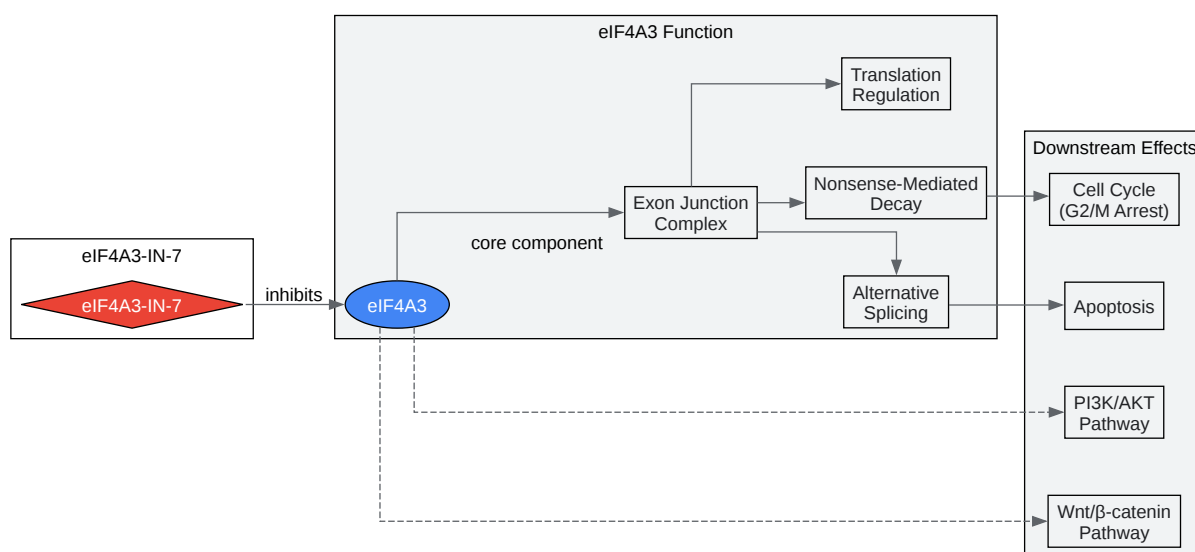 eIF4A3 Function
Translation
Regulation
Downstream Effects
Nonsense-Mediated
Decay
Cell Cycle
(G2/M Arrest)
Exon Junction
Complex
core component
eIF4A3-IN-7
eIF4A3-IN-7
inhibits
eIF4A3
Alternative
Splicing
Apoptosis
PI3K/AKT
Pathway
Wnt/β-catenin
Pathway